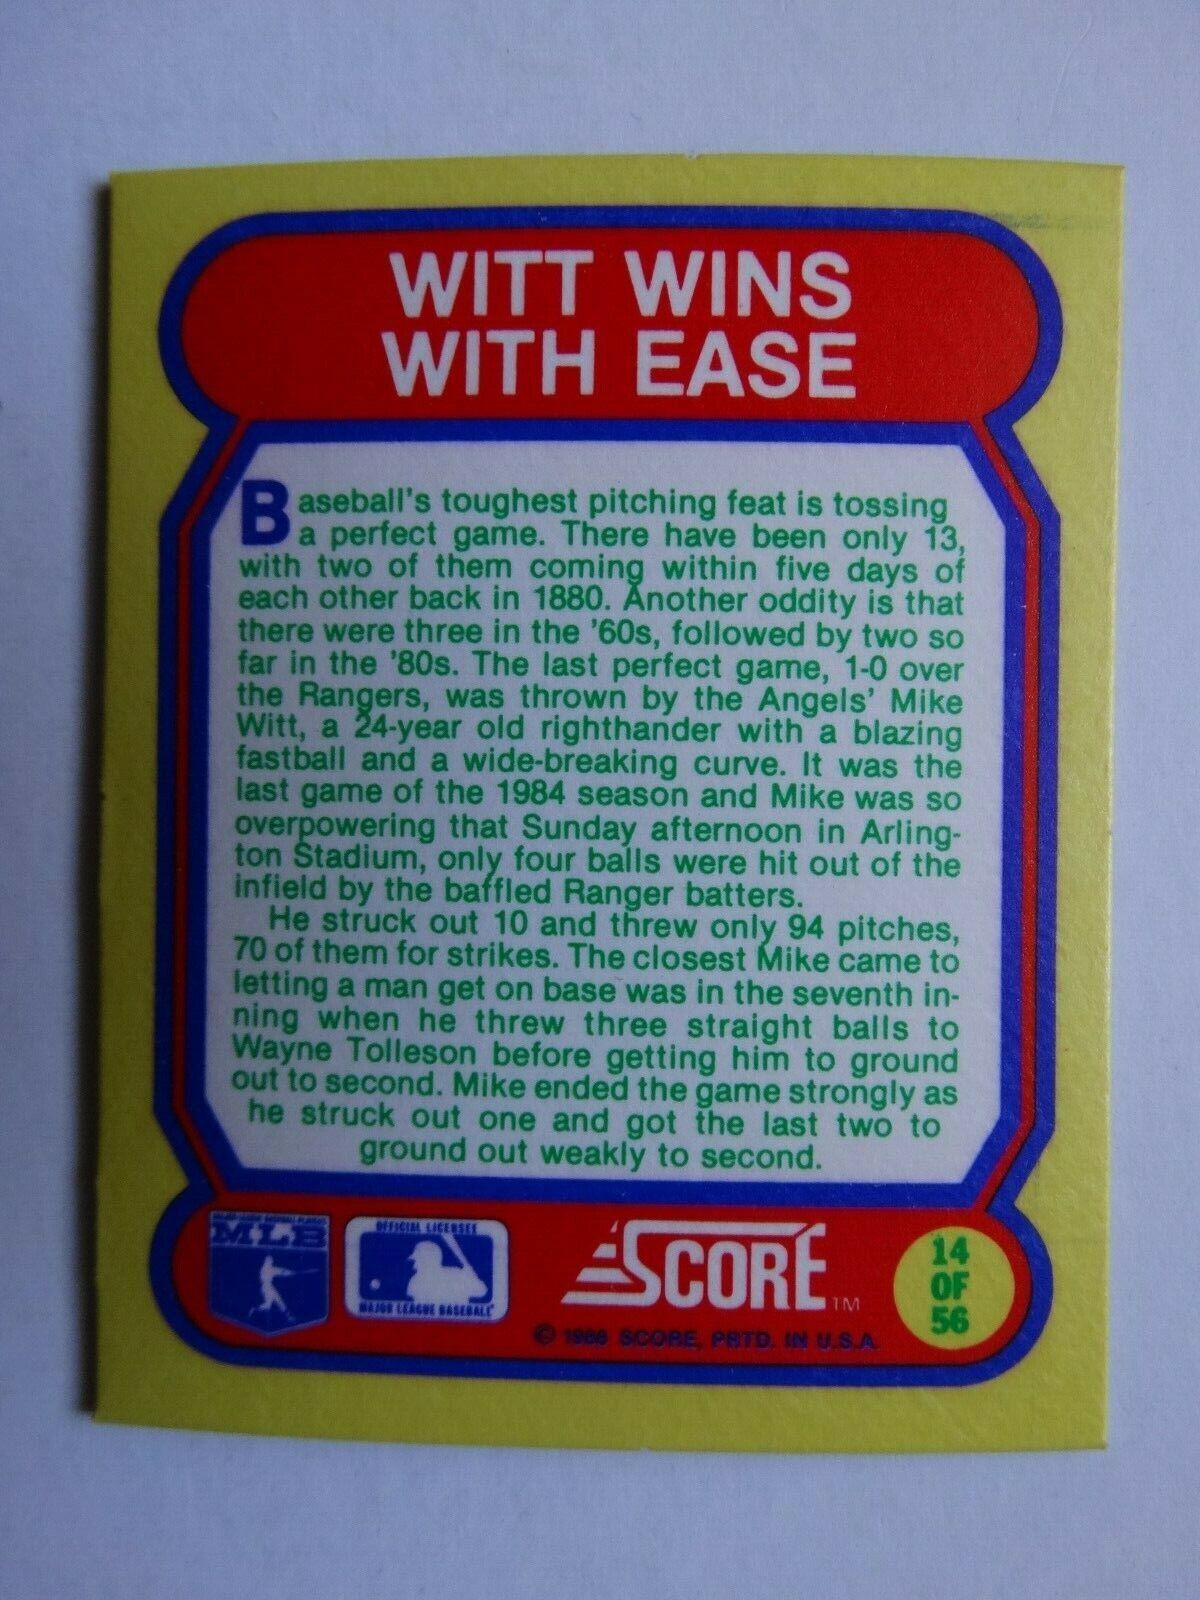 WITT WINS
WITH EASE
Baseball's toughest pitching feat is tossing
a perfect game. There have been only 13,
with two of them coming within five days of
each other back in 1880. Another oddity is that
there were three in the '60s, followed by two so
far in the '80s. The last perfect game, 1-0 over
the Rangers, was thrown by the Angels' Mike
Witt, a 24-year old righthander with a blazing
fastball and a wide-breaking curve. It was the
last game of the 1984 season and Mike was so
overpowering that Sunday afternoon in Arling-
ton Stadium, only four balls were hit out of the
infield by the baffled Ranger batters.
He struck out 10 and threw only 94 pitches,
70 of them for strikes. The closest Mike came to
letting a man get on base was in the seventh in-
ning when he threw three straight balls to
Wayne Tolleson before getting him to ground
out to second. Mike ended the game strongly as
he struck out one and got the last two to
ground out weakly to second.
MAJOR LEAGUE BASEBALL PLAYERS
MLB
OFFICIAL LICENSEE
MAJOR LEAGUE BASEBALL
SCORE TM
© 1988 SCORE, PRTD. IN U.S.A.
14
OF
56